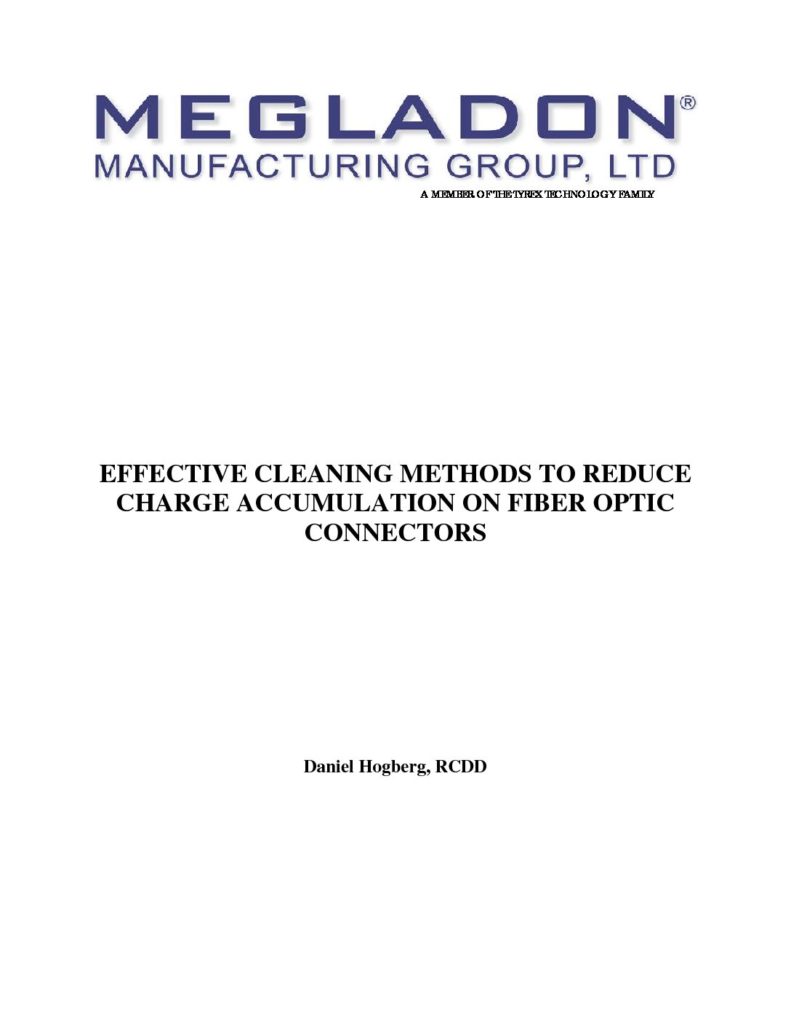 MEGLADON®
MANUFACTURING GROUP, LTD
A MEMBER OF THE TYREX TECHNOLOGY FAMILY
EFFECTIVE CLEANING METHODS TO REDUCE
CHARGE ACCUMULATION ON FIBER OPTIC
CONNECTORS
Daniel Hogberg, RCDD